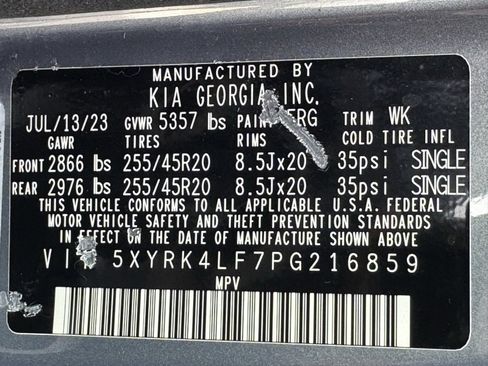 MANUFACTURED BY
KIA GEORGIA, INC.
JUL/13/23 GVWR 5357 lbs PAINT ERG TRIM WK
GAWR TIRES RIMS COLD TIRE INFL
FRONT 2866 lbs 255/45R20 8.5Jx20 35psi SINGLE
REAR 2976 lbs 255/45R20 8.5Jx20 35psi SINGLE
THIS VEHICLE CONFORMS TO ALL APPLICABLE U.S.A. FEDERAL
MOTOR VEHICLE SAFETY AND THEFT PREVENTION STANDARDS
IN EFFECT ON THE DATE OF MANUFACTURE SHOWN ABOVE
5XYRK4LF7PG216859
MPV